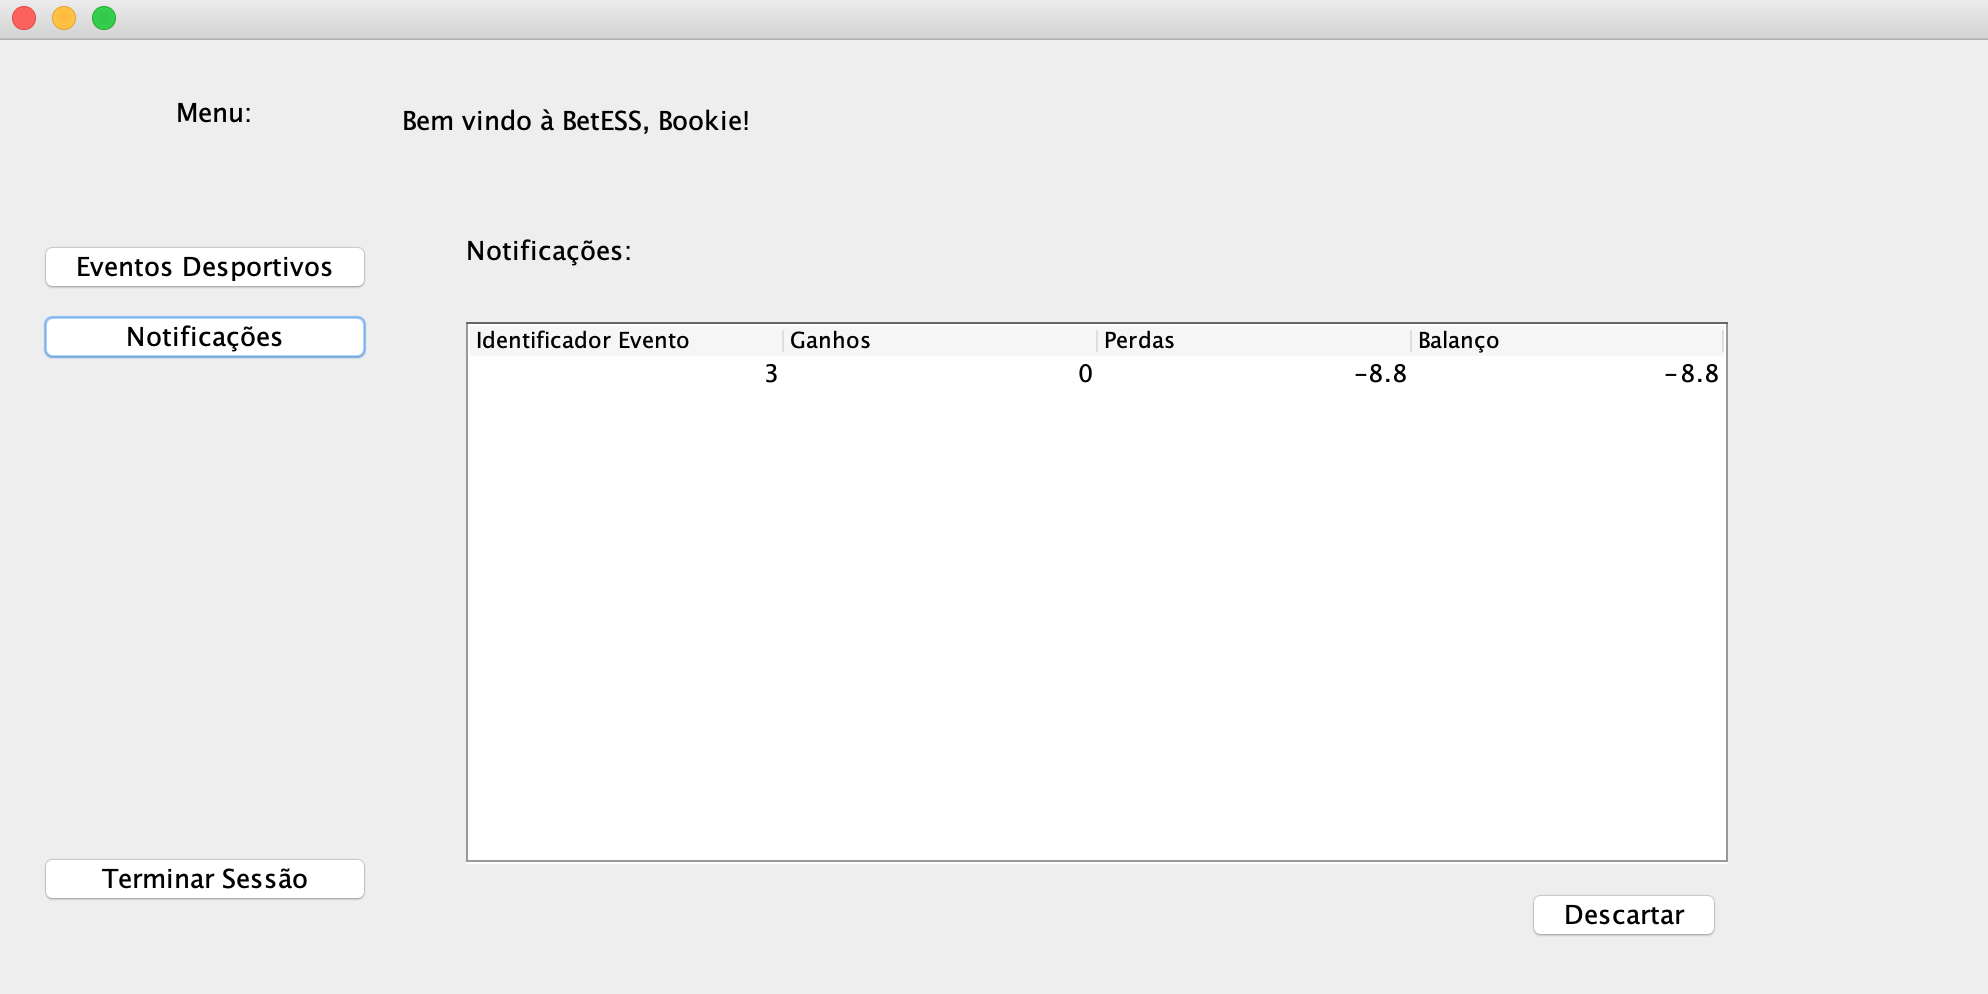 Menu:
Bem vindo à BetESS, Bookie!
Eventos Desportivos
Notificações
Terminar Sessão
Notificações:
Identificador Evento Ganhos Perdas Balanço
3 0 -8.8 -8.8
Descartar